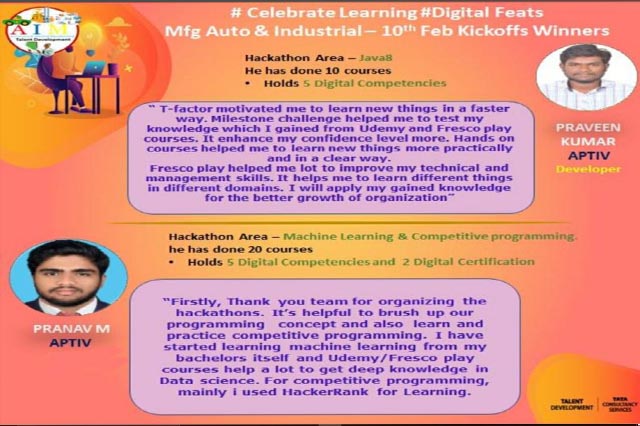 # Celebrate Learning #Digital Feats
Mfg Auto & Industrial – 10th Feb Kickoffs Winners
AIM
Talent Development
Hackathon Area – Java8
He has done 10 courses
• Holds 5 Digital Competencies
" T-factor motivated me to learn new things in a faster
way. Milestone challenge helped me to test my
knowledge which I gained from Udemy and Fresco play
courses. It enhance my confidence level more. Hands on
courses helped me to learn new things more practically
and in a clear way.
Fresco play helped me lot to improve my technical and
management skills. It helps me to learn different things
in different domains. I will apply my gained knowledge
for the better growth of organization"
PRAVEEN
KUMAR
APTIV
Developer
Hackathon Area – Machine Learning & Competitive programming.
he has done 20 courses
• Holds 5 Digital Competencies and 2 Digital Certification
PRANAV M
APTIV
"Firstly, Thank you team for organizing the
hackathons. It's helpful to brush up our
programming concept and also learn and
practice competitive programming. I have
started learning machine learning from my
bachelors itself and Udemy/Fresco play
courses help a lot to get deep knowledge in
Data science. For competitive programming,
mainly i used HackerRank for Learning.
TALENT
DEVELOPMENT
TATA
CONSULTANCY
SERVICES